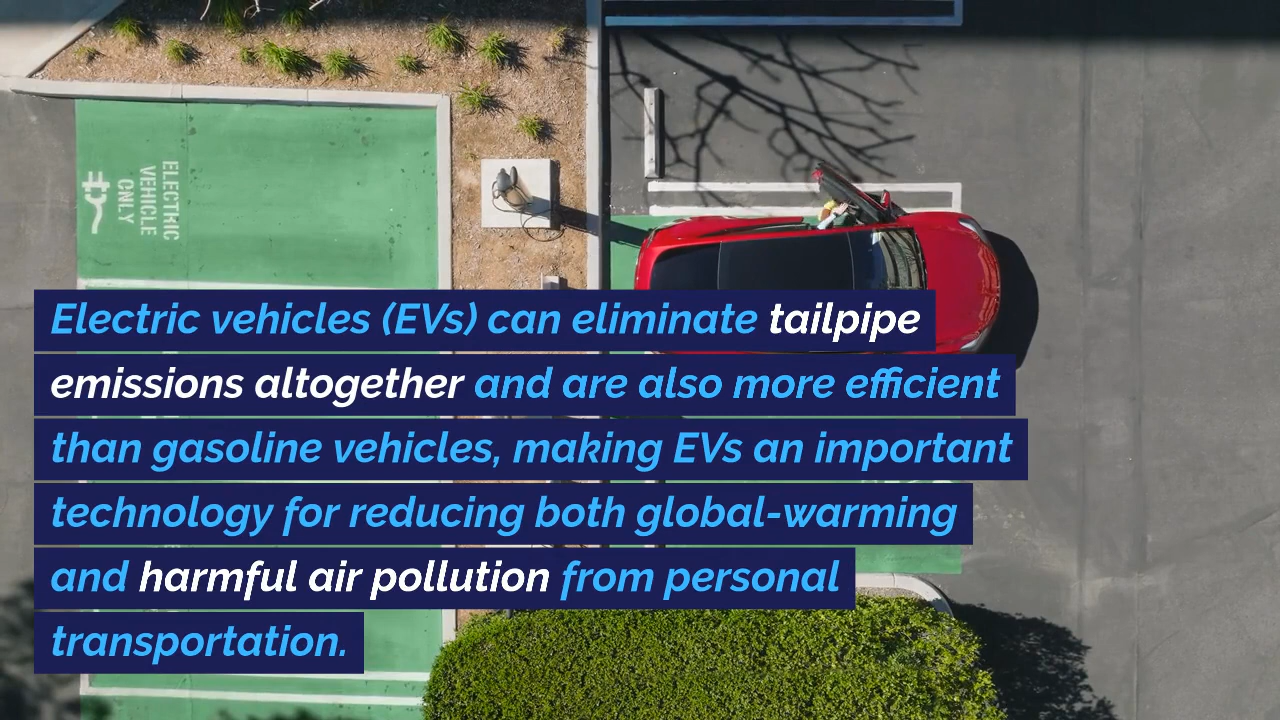 ELECTRIC
VEHICLE
ONLY
Electric vehicles (EVs) can eliminate tailpipe
emissions altogether and are also more efficient
than gasoline vehicles, making EVs an important
technology for reducing both global-warming
and harmful air pollution from personal
transportation.